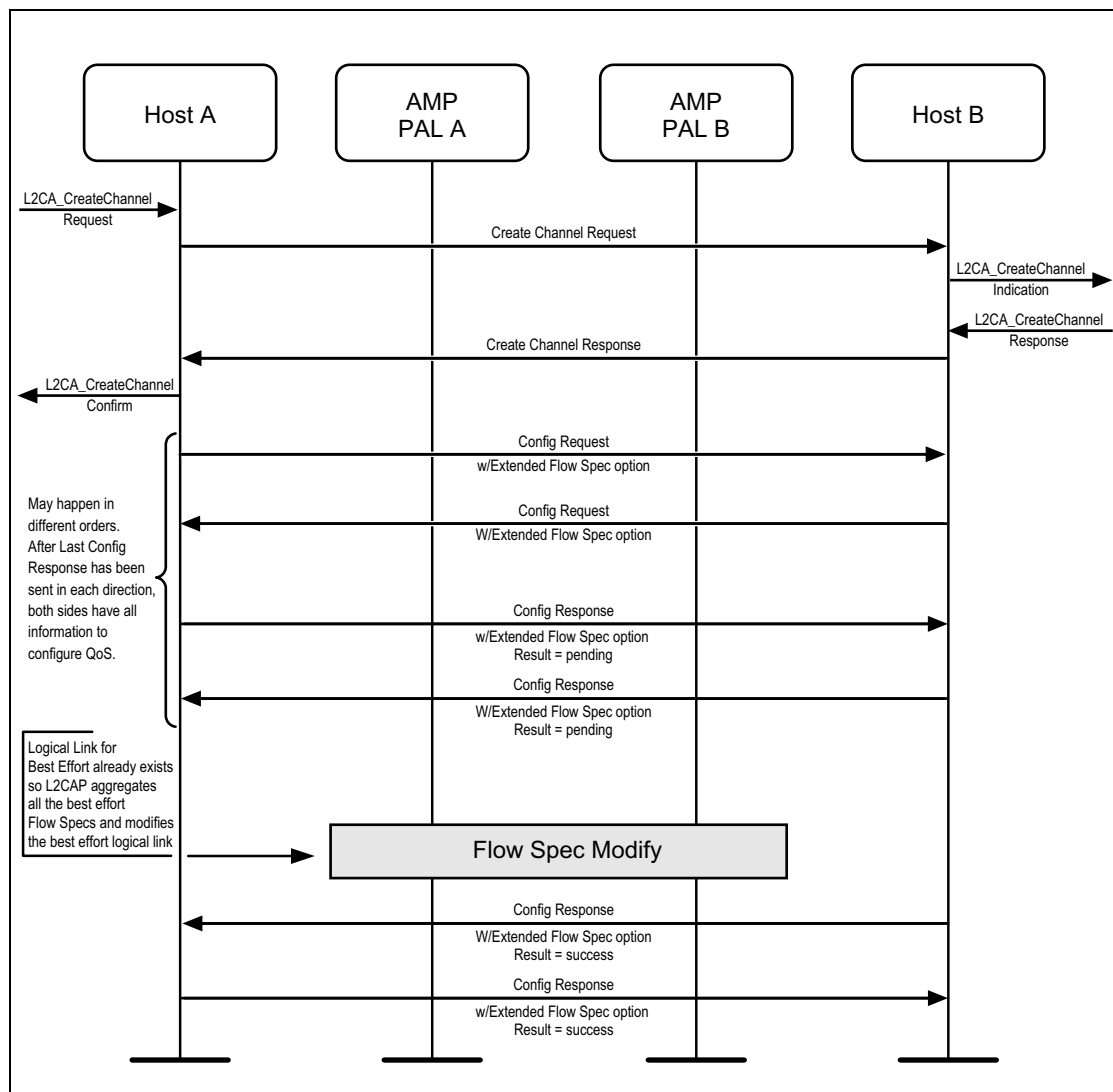 Host A
AMP
PAL A
AMP
PAL B
Host B
L2CA_CreateChannel
Request
Create Channel Request
L2CA_CreateChannel
Indication
L2CA_CreateChannel
Response
Create Channel Response
L2CA_CreateChannel
Confirm
Config Request
w/Extended Flow Spec option
Config Request
W/Extended Flow Spec option
May happen in
different orders.
After Last Config
Response has been
sent in each direction,
both sides have all
information to
configure QoS.
Config Response
w/Extended Flow Spec option
Result = pending
Config Response
W/Extended Flow Spec option
Result = pending
Logical Link for
Best Effort already exists
so L2CAP aggregates
all the best effort
Flow Specs and modifies
the best effort logical link
Flow Spec Modify
Config Response
W/Extended Flow Spec option
Result = success
Config Response
w/Extended Flow Spec option
Result = success